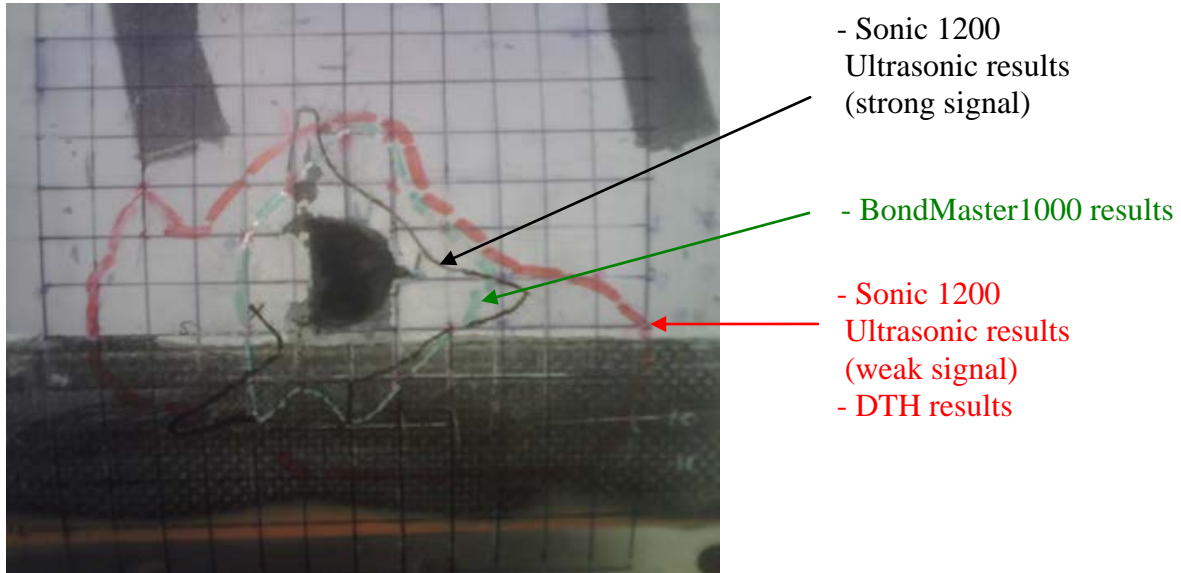 - Sonic 1200
Ultrasonic results
(strong signal)
- BondMaster1000 results
- Sonic 1200
Ultrasonic results
(weak signal)
- DTH results